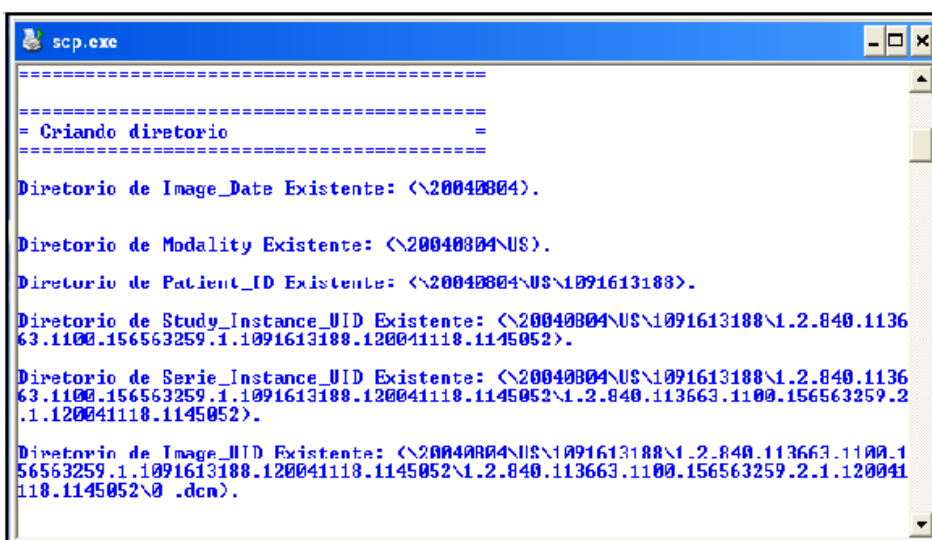 scp.exe
==========================================
==========================================
= Criando diretorio =
==========================================
Diretorio de Image_Date Existente: (\20040804).
Diretorio de Modality Existente: (\20040804\US).
Diretorio de Patient_ID Existente: (\20040804\US\1091613188).
Diretorio de Study_Instance_UID Existente: (\20040804\US\1091613188\1.2.840.1136
63.1100.156563259.1.1091613188.120041118.1145052).
Diretorio de Serie_Instance_UID Existente: (\20040804\US\1091613188\1.2.840.1136
63.1100.156563259.1.1091613188.120041118.1145052\1.2.840.113663.1100.156563259.2
.1.120041118.1145052).
Diretorio de Image_UID Existente: (\20040804\US\1091613188\1.2.840.113663.1100.1
56563259.1.1091613188.120041118.1145052\1.2.840.113663.1100.156563259.2.1.120041
118.1145052\0 .dcm).